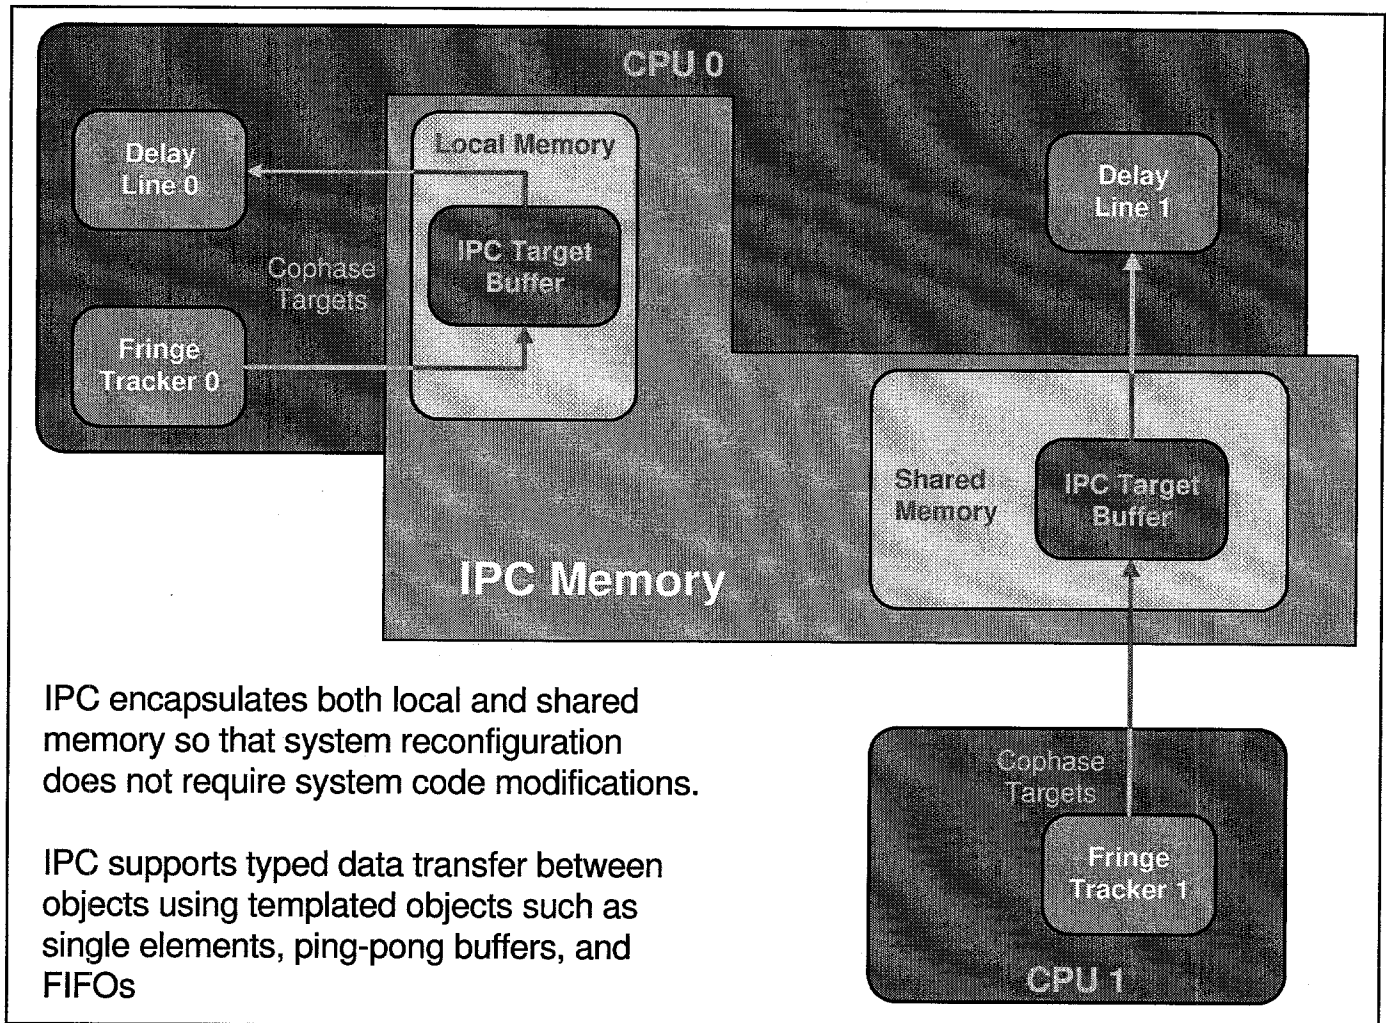 CPU 0
Delay
Line 0
Local Memory
IPC Target
Buffer
Cophase
Targets
Fringe
Tracker 0
Delay
Line 1
Shared
Memory
IPC Target
Buffer
IPC Memory
IPC encapsulates both local and shared
memory so that system reconfiguration
does not require system code modifications.
IPC supports typed data transfer between
objects using templated objects such as
single elements, ping-pong buffers, and
FIFOs
Cophase
Targets
Fringe
Tracker 1
CPU 1